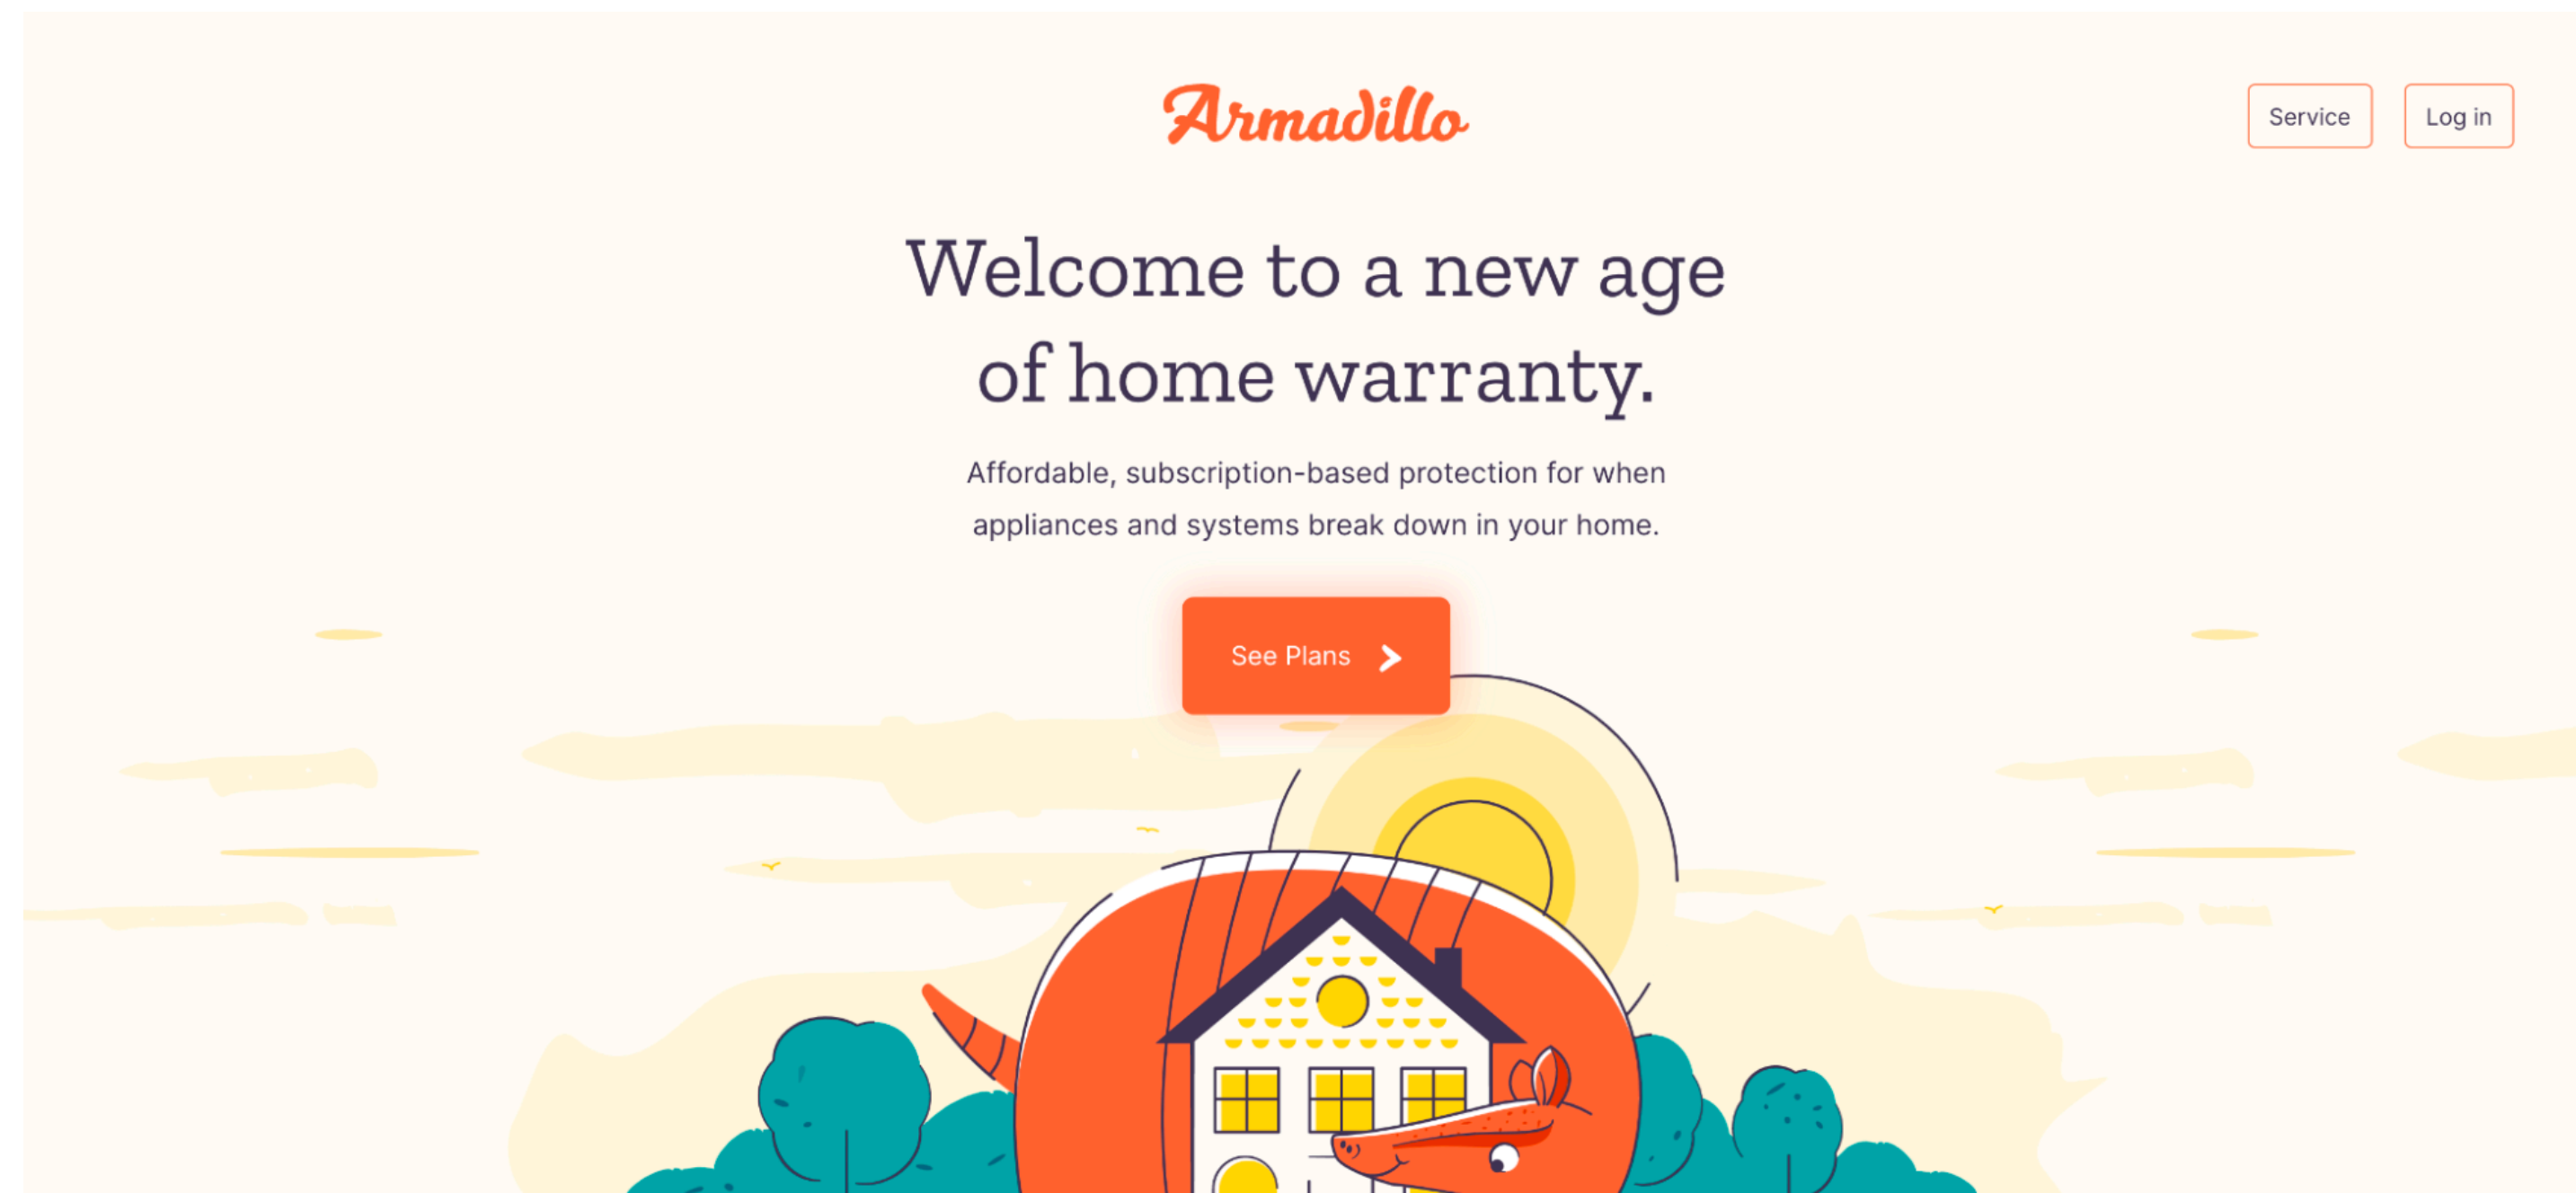 Armadillo
Service
Log in
Welcome to a new age
of home warranty.
Affordable, subscription-based protection for when
appliances and systems break down in your home.
See Plans